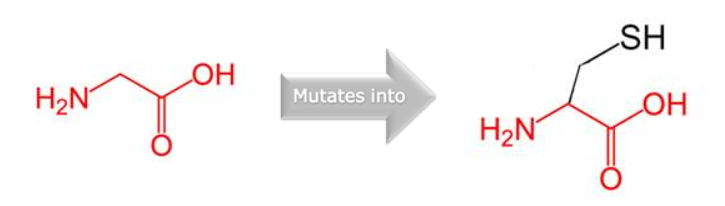 H₂N
OH
O
Mutates into
SH
H₂N
OH
O